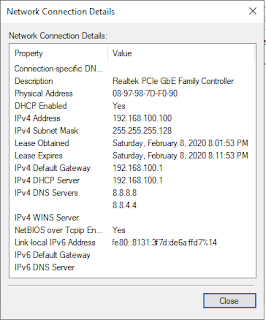 Network Connection Details
Network Connection Details:
Property Value
Connection-specific DN...
Description Realtek PCIe GbE Family Controller
Physical Address 08-97-98-7D-F0-90
DHCP Enabled Yes
IPv4 Address 192.168.100.100
IPv4 Subnet Mask 255.255.255.128
Lease Obtained Saturday, February 8, 2020 8:01:53 PM
Lease Expires Saturday, February 8, 2020 8:11:53 PM
IPv4 Default Gateway 192.168.100.1
IPv4 DHCP Server 192.168.100.1
IPv4 DNS Servers 8.8.8.8
8.8.4.4
IPv4 WINS Server
NetBIOS over Tcpip En... Yes
Link-local IPv6 Address fe80::8131:3f7d:de6a:ffd7%14
IPv6 Default Gateway
IPv6 DNS Server
Close